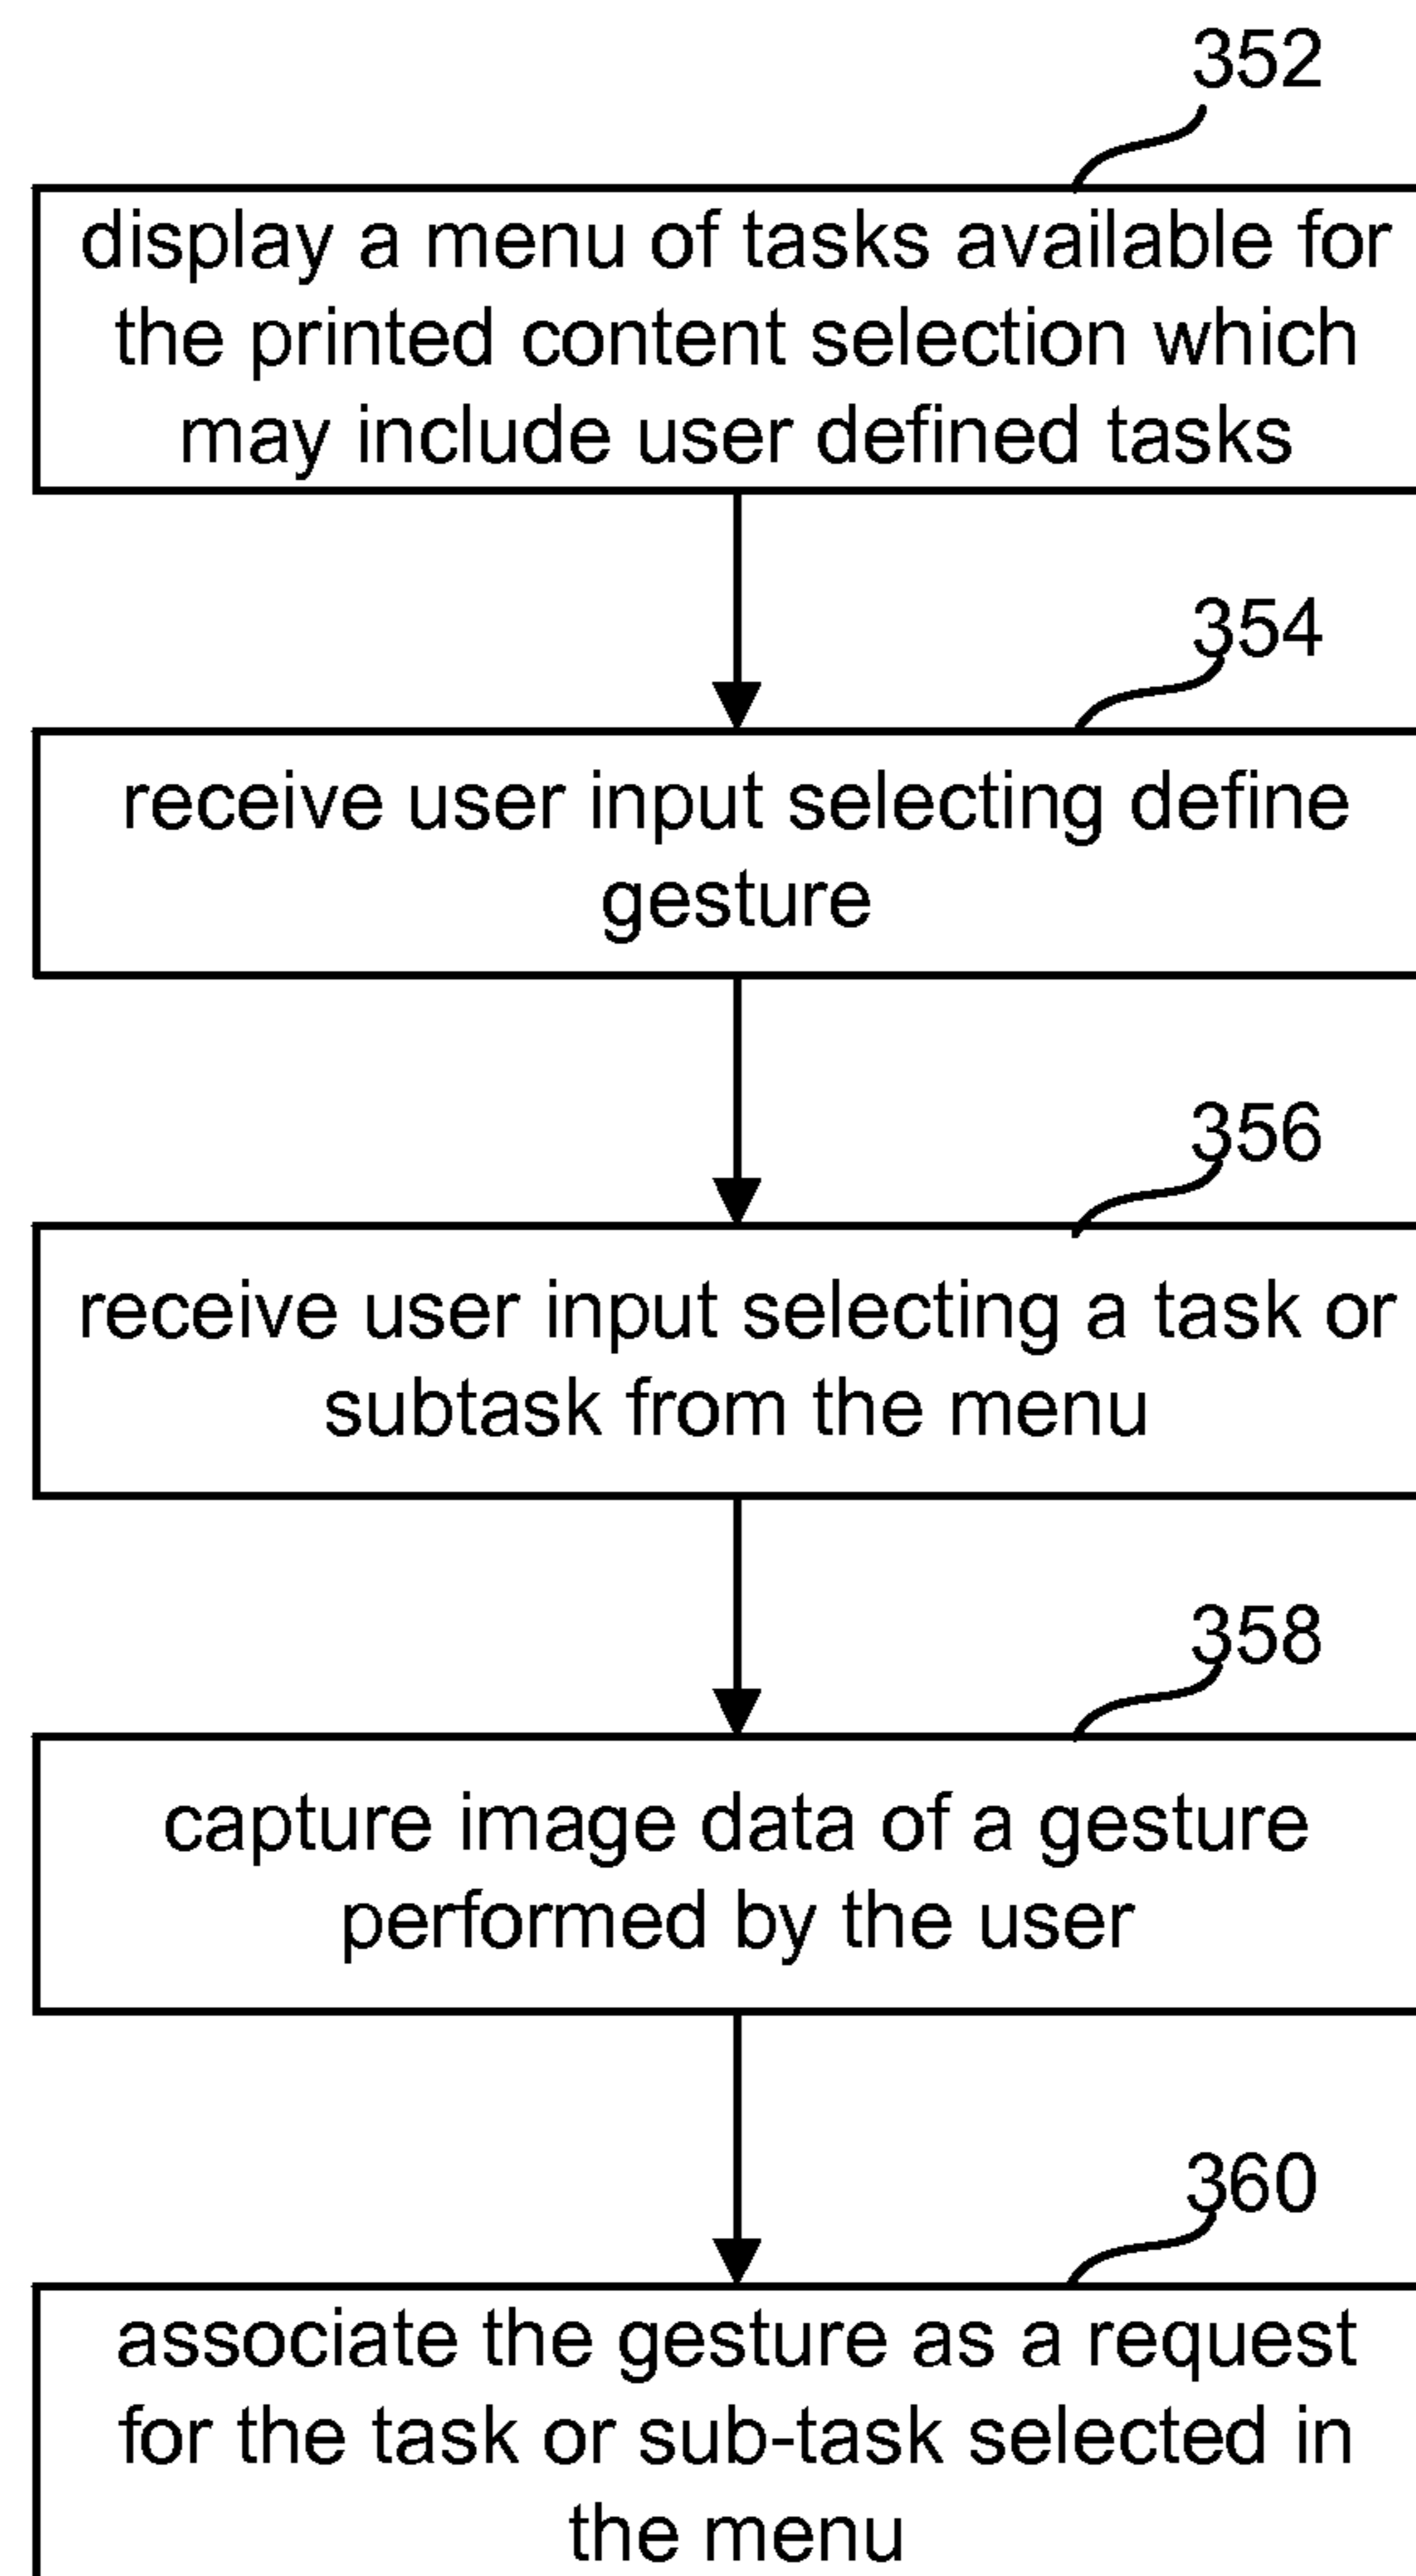 352
display a menu of tasks available for
the printed content selection which
may include user defined tasks
354
receive user input selecting define
gesture
356
receive user input selecting a task or
subtask from the menu
358
capture image data of a gesture
performed by the user
360
associate the gesture as a request
for the task or sub-task selected in
the menu